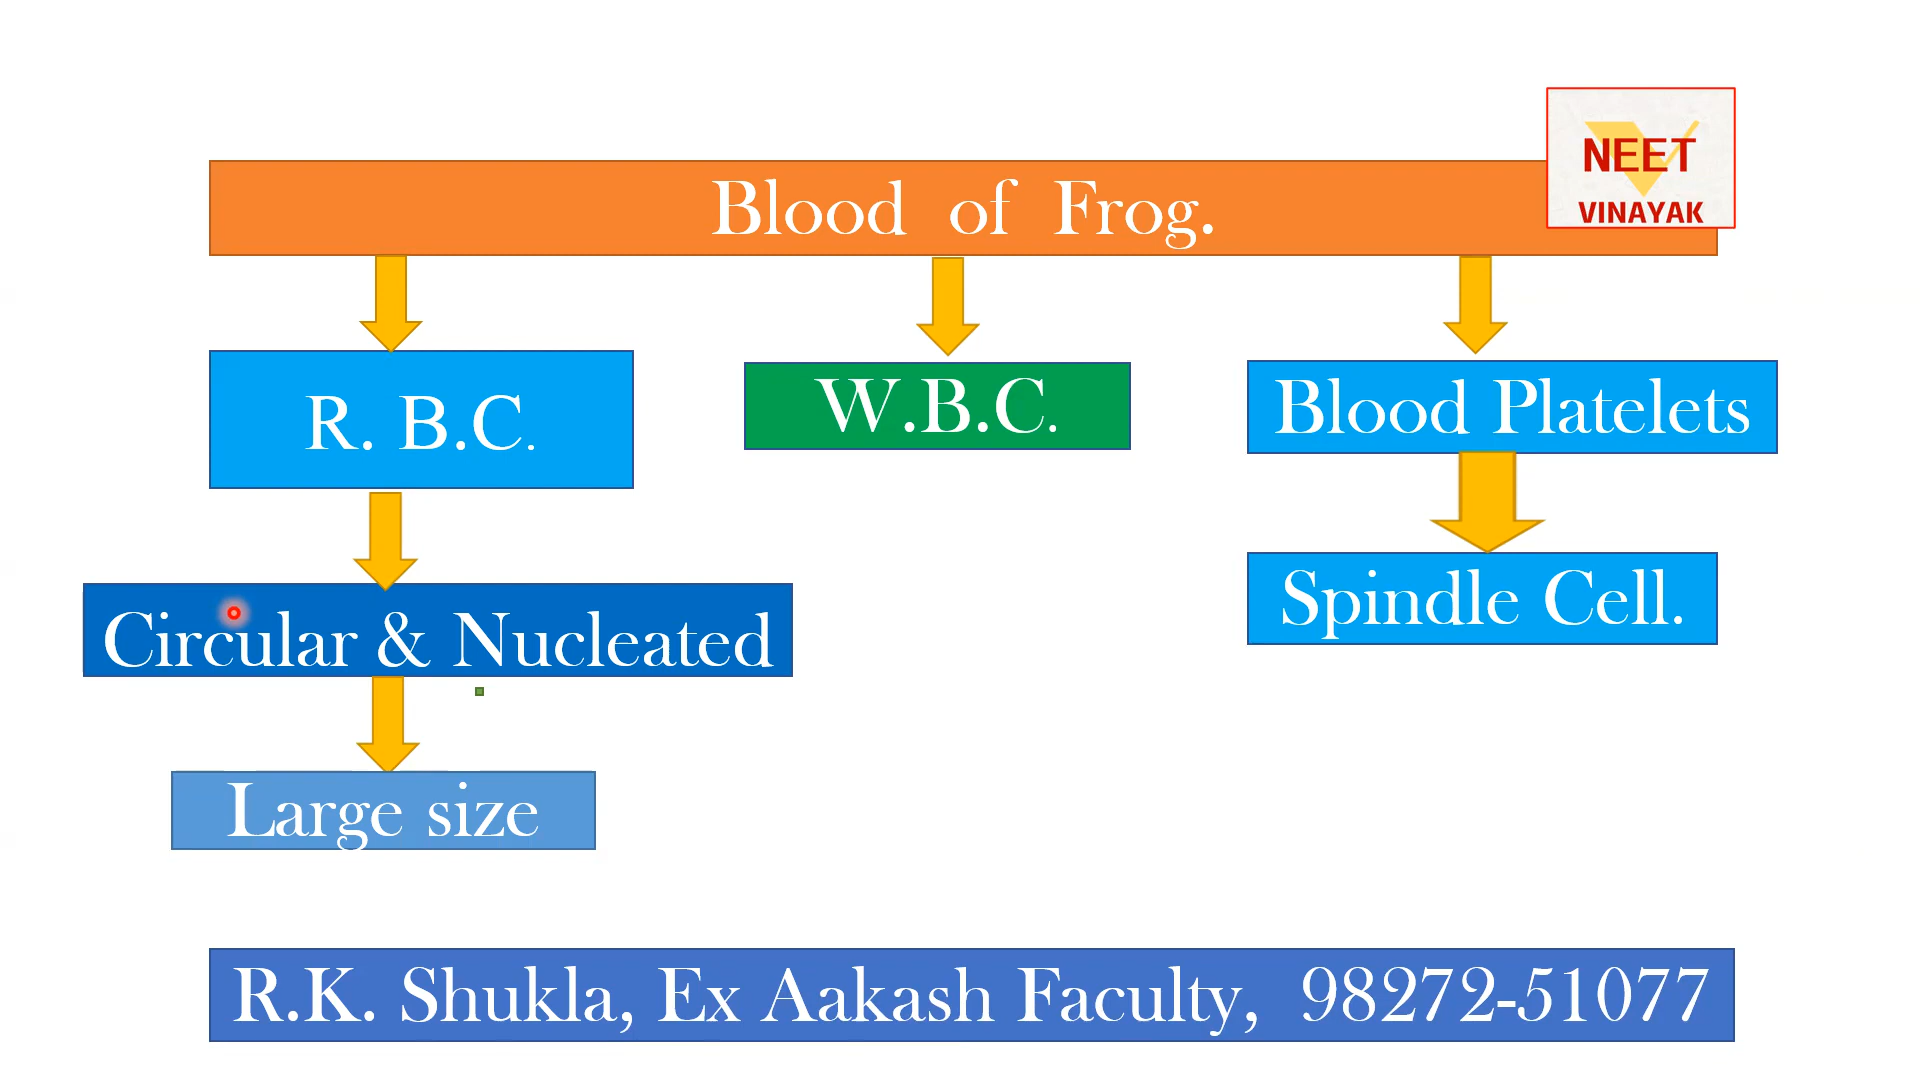 NEET
VINAYAK
Blood of Frog.
R. B.C.
W.B.C.
Blood Platelets
Circular & Nucleated
Spindle Cell.
Large size
R.K. Shukla, Ex Aakash Faculty, 98272-51077